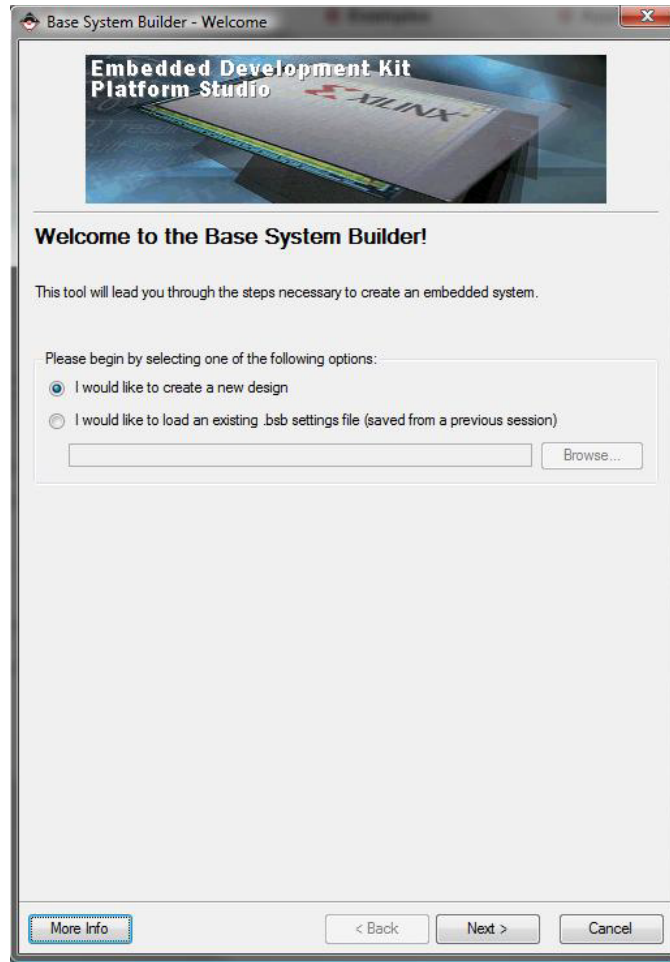 Base System Builder - Welcome
Embedded Development Kit
Platform Studio
XILINX
Welcome to the Base System Builder!
This tool will lead you through the steps necessary to create an embedded system.
Please begin by selecting one of the following options:
I would like to create a new design
I would like to load an existing .bsb settings file (saved from a previous session)
Browse...
More Info
< Back
Next >
Cancel